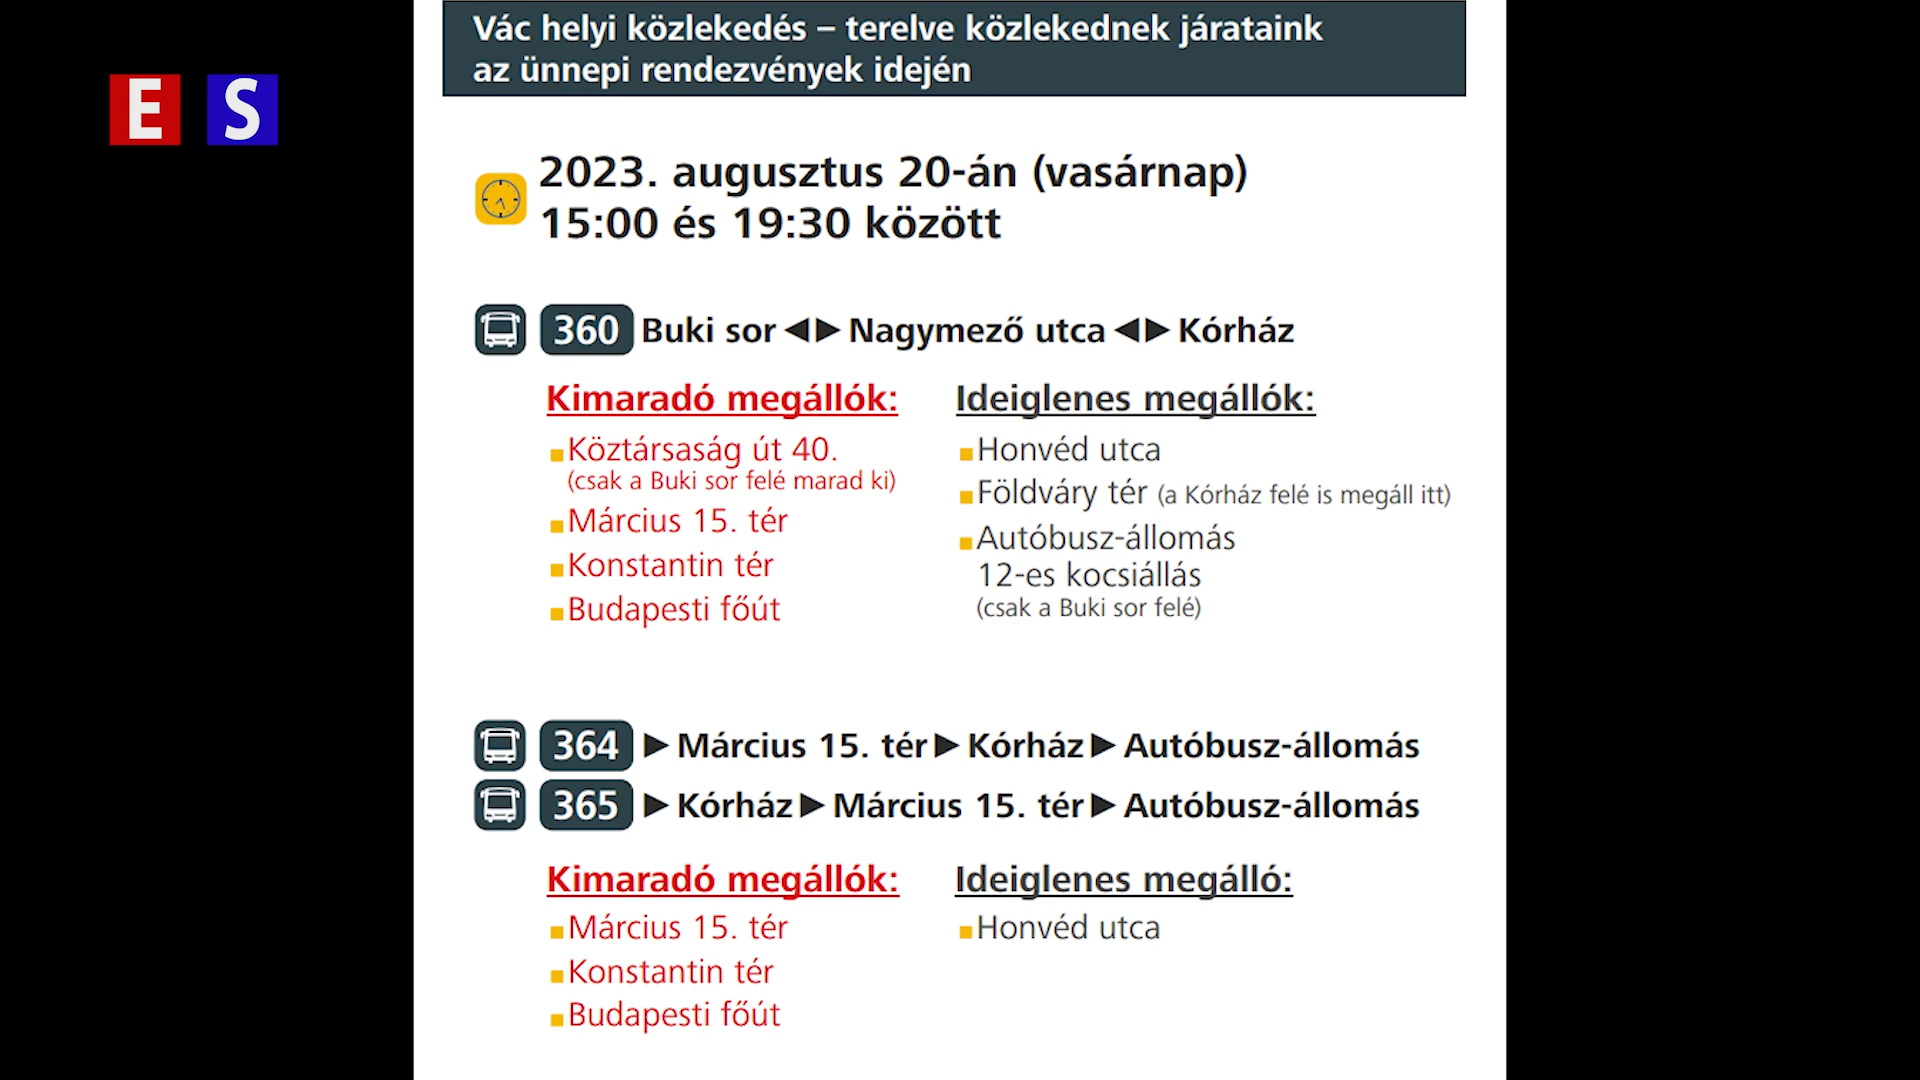 Vác helyi közlekedés – terelve közlekednek járataink
az ünnepi rendezvények idején
E S
2023. augusztus 20-án (vasárnap)
15:00 és 19:30 között
360 Buki sor ◀▶ Nagymező utca ◀▶ Kórház
Kimaradó megállók:
Köztársaság út 40.
(csak a Buki sor felé marad ki)
Március 15. tér
Konstantin tér
Budapesti főút
Ideiglenes megállók:
Honvéd utca
Földváry tér (a Kórház felé is megáll itt)
Autóbusz-állomás
12-es kocsiállás
(csak a Buki sor felé)
364 ▶ Március 15. tér ▶ Kórház ▶ Autóbusz-állomás
365 ▶ Kórház ▶ Március 15. tér ▶ Autóbusz-állomás
Kimaradó megállók:
Március 15. tér
Konstantin tér
Budapesti főút
Ideiglenes megálló:
Honvéd utca